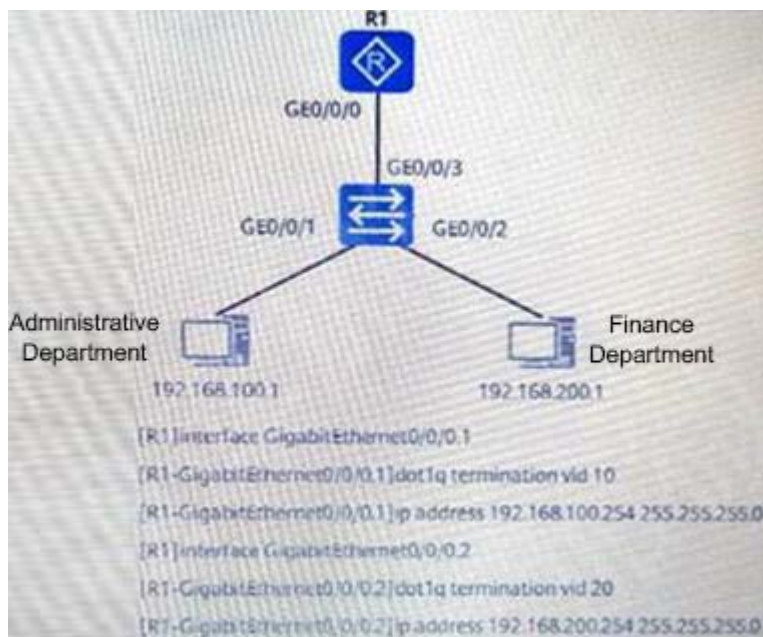 R1
R
GE0/0/0
GE0/0/3
GE0/0/1
GE0/0/2
Administrative
Department
Finance
Department
192.168.100.1
192.168.200.1
[R1]interface GigabitEthernet0/0/0.1
[R1-GigabitEthernet0/0/0.1]dot1q termination vid 10
[R1-GigabitEthernet0/0/0.1]ip address 192.168.100.254 255.255.255.0
[R1]interface GigabitEthernet0/0/0.2
[R1-GigabitEthernet0/0/0.2]dot1q termination vid 20
[R1-GigabitEthernet0/0/0.2]ip address 192.168.200.254 255.255.255.0